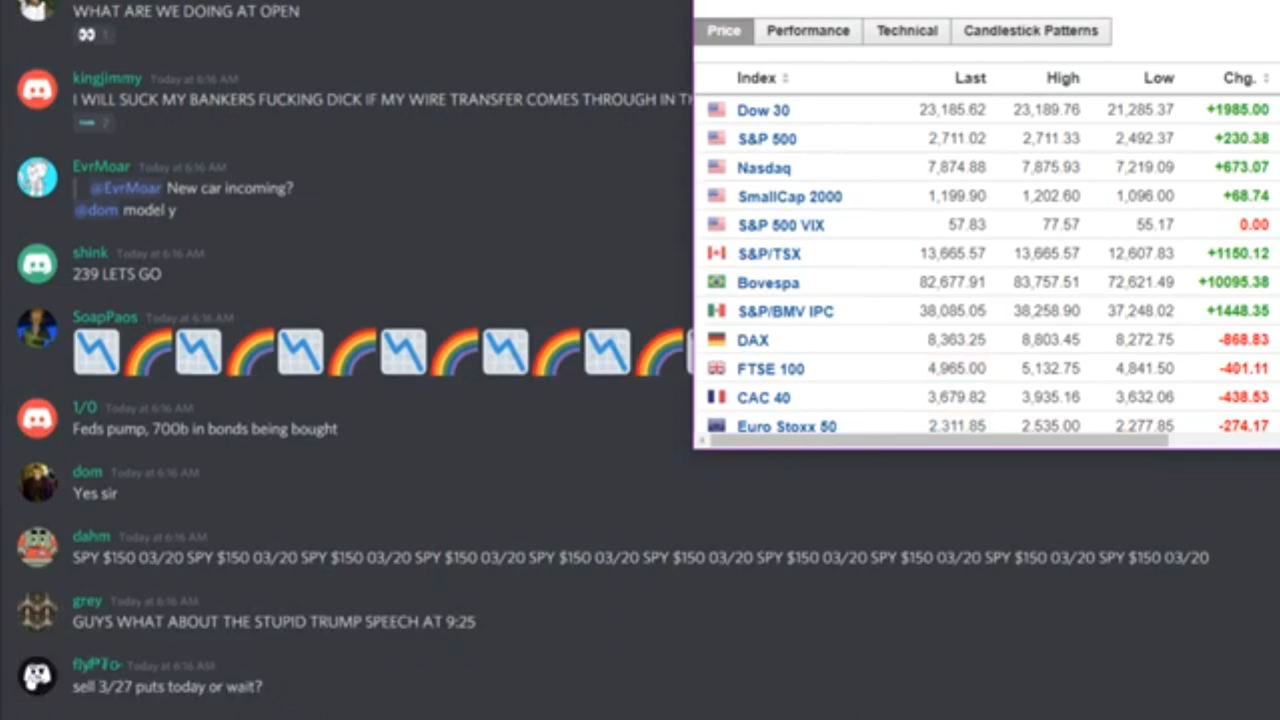 WHAT ARE WE DOING AT OPEN
1
kingjimmy Today at 6:16 AM
I WILL SUCK MY BANKERS FUCKING DICK IF MY WIRE TRANSFER COMES THROUGH IN
EvrMoar Today at 6:16 AM
@EvrMoar New car incoming?
@dom model y
shink Today at 6:16 AM
239 LETS GO
SoapPaos Today at 6:16 AM
1/0 Today at 6:16 AM
Feds pump, 700b in bonds being bought
dom Today at 6:16 AM
Yes sir
dahm Today at 6:16 AM
SPY $150 03/20 SPY $150 03/20 SPY $150 03/20 SPY $150 03/20 SPY $150 03/20 SPY $150 03/20 SPY $150 03/20 SPY $150 03/20 SPY $150 03/20 SPY $150 03/20
grey Today at 6:16 AM
GUYS WHAT ABOUT THE STUPID TRUMP SPEECH AT 9:25
Today at 6:16 AM
sell 3/27 puts today or wait?
Price Performance Technical Candlestick Patterns
Index Last High Low Chg.
Dow 30 23,185.62 23,189.76 21,285.37 +1985.00
S&P 500 2,711.02 2,711.33 2,492.37 +230.38
Nasdaq 7,874.88 7,875.93 7,219.09 +673.07
SmallCap 2000 1,199.90 1,202.60 1,096.00 +68.74
S&P 500 VIX 57.83 77.57 55.17 0.00
S&P/TSX 13,665.57 13,665.57 12,607.83 +1150.12
Bovespa 82,677.91 83,757.51 72,621.49 +10095.38
S&P/BMV IPC 38,085.05 38,258.90 37,248.02 +1448.35
DAX 8,363.25 8,803.45 8,272.75 -868.83
FTSE 100 4,965.00 5,132.75 4,841.50 -401.11
CAC 40 3,679.82 3,935.16 3,632.06 -438.53
Euro Stoxx 50 2,311.85 2,535.00 2,277.85 -274.17